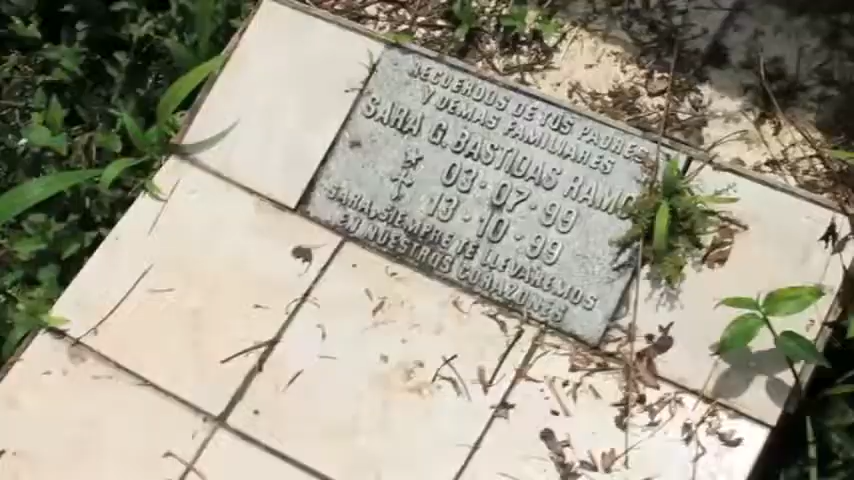 RECUERDOS DE TUS PADRES
Y DEMAS FAMILIARES
SARA G. BASTIDAS RAMO
03·07·99
13·10·99
SARA, SIEMPRE TE LLEVAREMOS
EN NUESTROS CORAZONES